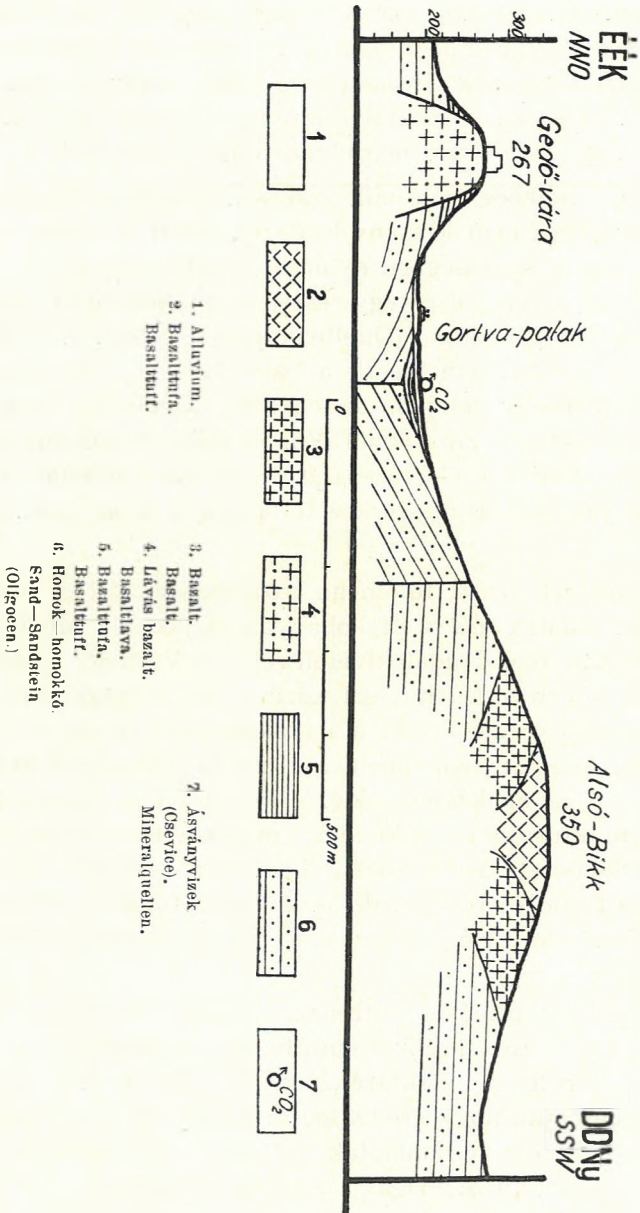 ÉÉK
NNO
DDNy
SSW
300
200
Gedő-vára
267
Gortva-patak
CO₂
Alsó-Bikk
350
0
500 m
1
2
3
4
5
6
7
CO₂
1. Alluvium.
2. Bazalttufa.
Basalttuff.
3. Bazalt.
Basalt.
4. Lávás bazalt.
Basaltlava.
5. Bazalttufa.
Basalttuff.
6. Homok—homokkő.
Sand—Sandstein
(Oligocen.)
7. Ásványvizek
(Csevice).
Mineralquellen.